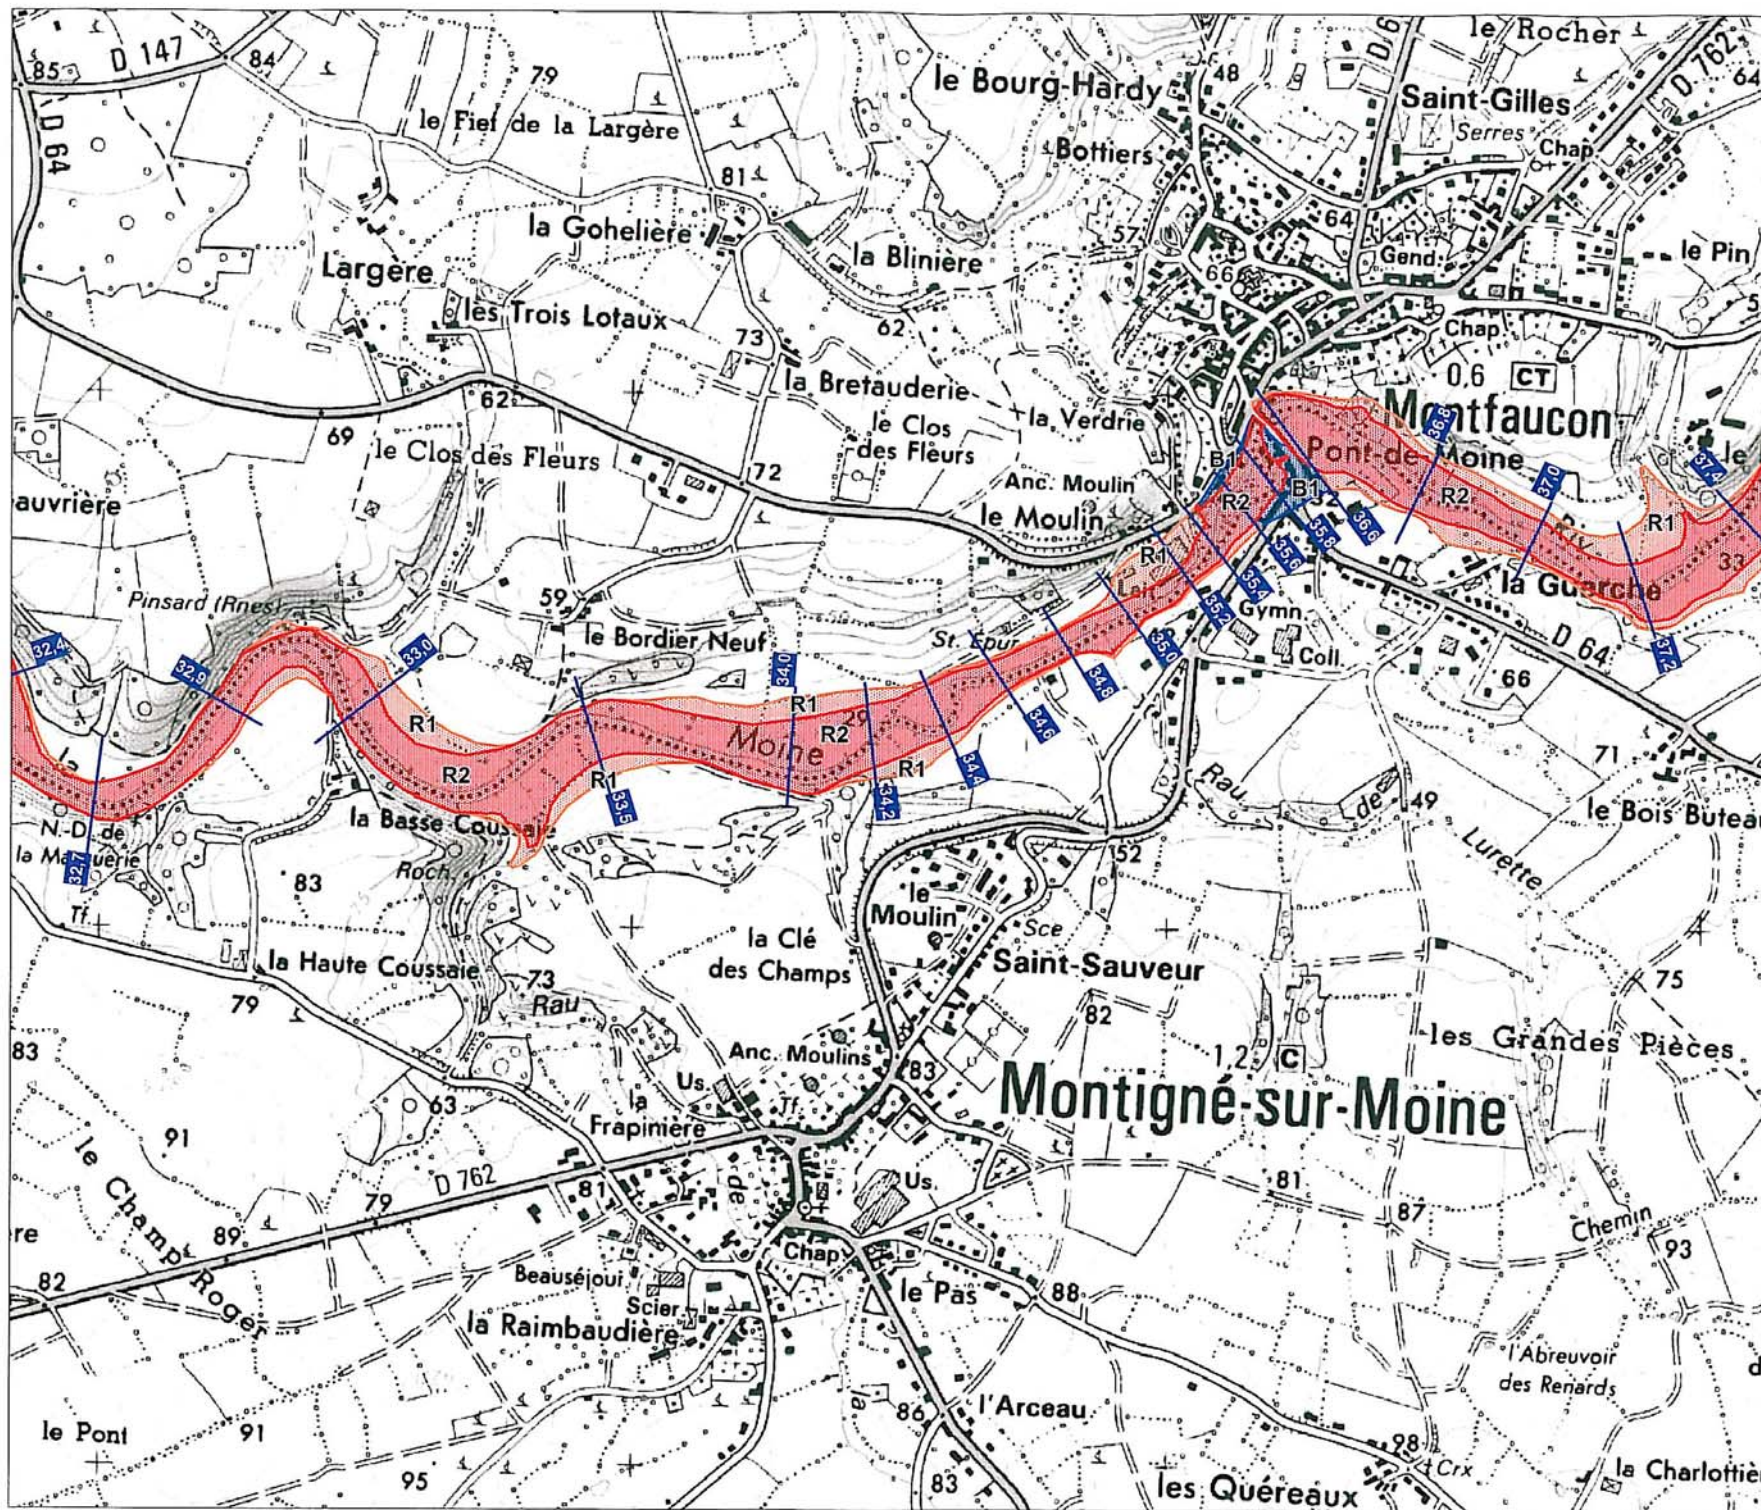 le Rocher
D 147
85
84
79
D 6
D 762
64
le Bourg-Hardy
48
Saint-Gilles
Serres
D 64
le Fief de la Largère
Bottiers
Chap
81
64
la Gohelière
57
Gend.
le Pin
Largère
la Blinière
666
les Trois Lotaux
62
Chap.
73
0,6 CT
la Bretauderie
62
Montfaucon
69
la Verdrie
36,8
le Clos
des Fleurs
le Clos des Fleurs
Pont-de-Moine
le
72
B1
37,4
Anc. Moulin
37,0
auvrière
le Moulin
R2
B1
R2
R1
36,6
35,8
R1
35,6
33
35,4
la Guerche
Pinsard (Rnes)
59
Gymn.
35,2
le Bordier Neuf
St. Epur.
D 64
32,4
33,0
Coll.
35,0
37,2
32,9
34,0
34,8
66
R1
R1
34,6
29
R2
Moine
71
La
R2
R1
R1
34,4
Rau
de
49
le Bois Buteau
33,5
34,2
N.-D. de
la Basse Coussaie
Lurette
32,7
52
Roch.
83
le
Moulin
Tf.
Sce
la Clé
des Champs
la Haute Coussaie
Saint-Sauveur
73
75
79
Rau
82
83
les Grandes Pièces
Anc. Moulins
1,2 C
Us.
83
63
Tf.
la
Frapinière
Montigné-sur-Moine
91
D 762
81
de
Us.
81
le Champ Roger
79
87
re
89
Chemin
93
Chap.
82
Beauséjour
le Pas
88
Scier
la Raimbaudière
l'Abreuvoir
des Renards
d
la
86
l'Arceau
le Pont
91
98
Crx
95
83
les Quéreaux
la Charlottiè